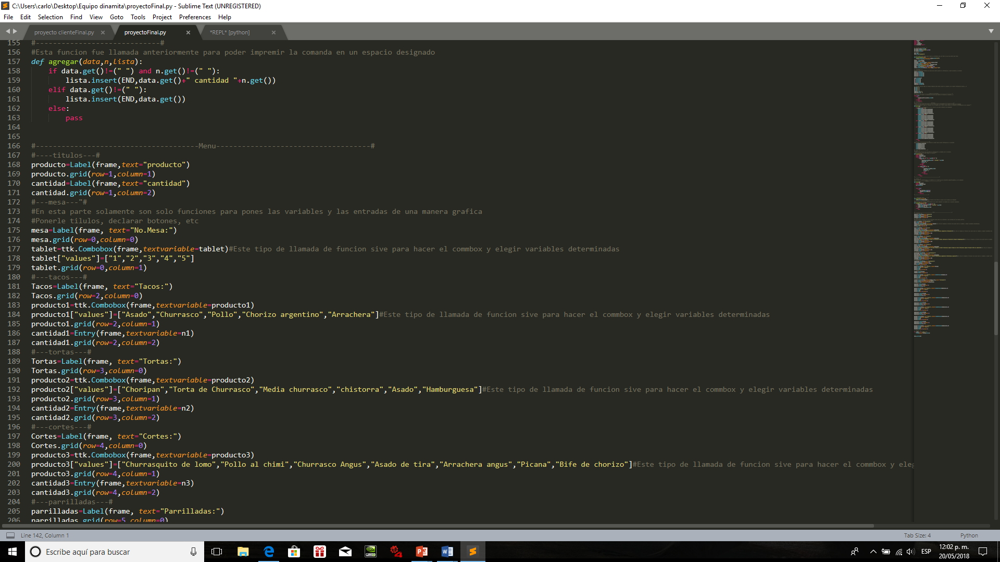 C:\Users\carlo\Desktop\Equipo dinamita\proyectoFinal.py - Sublime Text (UNREGISTERED)
File Edit Selection Find View Goto Tools Project Preferences Help
proyecto clienteFinal.py × proyectoFinal.py × *REPL* [python] ×
155 #-----------------------------#
156 #Esta funcion fue llamada anteriormente para poder impremir la comanda en un espacio designado
157 def agregar(data,n,lista):
158     if data.get()!=(" ") and n.get()!=(" "):
159         lista.insert(END,data.get()+" cantidad "+n.get())
160     elif data.get()!=(" "):
161         lista.insert(END,data.get())
162     else:
163         pass
164
165
166 #--------------------------------------Menu------------------------------------#
167 #----titulos---#
168 producto=Label(frame,text="producto")
169 producto.grid(row=1,column=1)
170 cantidad=Label(frame,text="cantidad")
171 cantidad.grid(row=1,column=2)
172 #---mesa---"#
173 #En esta parte solamente son solo funciones para pones las variables y las entradas de una manera grafica
174 #Ponerle tilulos, declarar botones, etc
175 mesa=Label(frame, text="No.Mesa:")
176 mesa.grid(row=0,column=0)
177 tablet=ttk.Combobox(frame,textvariable=tablet)#Este tipo de llamada de funcion sive para hacer el commbox y elegir variables determinadas
178 tablet["values"]=["1","2","3","4","5"]
179 tablet.grid(row=0,column=1)
180 #---tacos---#
181 Tacos=Label(frame, text="Tacos:")
182 Tacos.grid(row=2,column=0)
183 producto1=ttk.Combobox(frame,textvariable=producto1)
184 producto1["values"]=["Asado","Churrasco","Pollo","Chorizo argentino","Arrachera"]#Este tipo de llamada de funcion sive para hacer el commbox y elegir variables determinadas
185 producto1.grid(row=2,column=1)
186 cantidad1=Entry(frame,textvariable=n1)
187 cantidad1.grid(row=2,column=2)
188 #---tortas---#
189 Tortas=Label(frame, text="Tortas:")
190 Tortas.grid(row=3,column=0)
191 producto2=ttk.Combobox(frame,textvariable=producto2)
192 producto2["values"]=["Choripan","Torta de Churrasco","Media churrasco","chistorra","Asado","Hamburguesa"]#Este tipo de llamada de funcion sive para hacer el commbox y elegir variables determinadas
193 producto2.grid(row=3,column=1)
194 cantidad2=Entry(frame,textvariable=n2)
195 cantidad2.grid(row=3,column=2)
196 #---cortes---#
197 Cortes=Label(frame, text="Cortes:")
198 Cortes.grid(row=4,column=0)
199 producto3=ttk.Combobox(frame,textvariable=producto3)
200 producto3["values"]=["Churrasquito de lomo","Pollo al chimi","Churrasco Angus","Asado de tira","Arrachera angus","Picana","Bife de chorizo"]#Este tipo de llamada de funcion sive para hacer el commbox y eleg
201 producto3.grid(row=4,column=1)
202 cantidad3=Entry(frame,textvariable=n3)
203 cantidad3.grid(row=4,column=2)
204 #---parrilladas---#
205 parrilladas=Label(frame, text="Parrilladas:")
206 parrilladas.grid(row=5,column=0)
Line 142, Column 1 Tab Size: 4 Python
Escribe aquí para buscar ESP 12:02 p. m.
20/05/2018